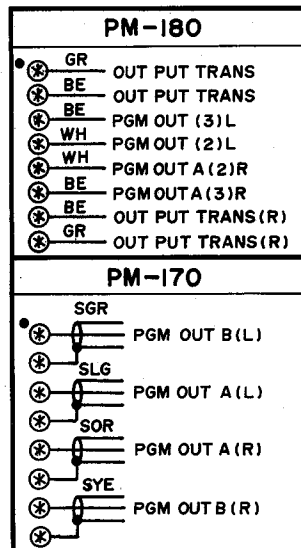 PM-180
GR OUT PUT TRANS
BE OUT PUT TRANS
BE PGM OUT (3)L
WH PGM OUT (2)L
WH PGM OUT A(2)R
BE PGM OUT A(3)R
BE OUT PUT TRANS(R)
GR OUT PUT TRANS(R)
PM-170
SGR
PGM OUT B(L)
SLG
PGM OUT A(L)
SOR
PGM OUT A(R)
SYE
PGM OUT B(R)